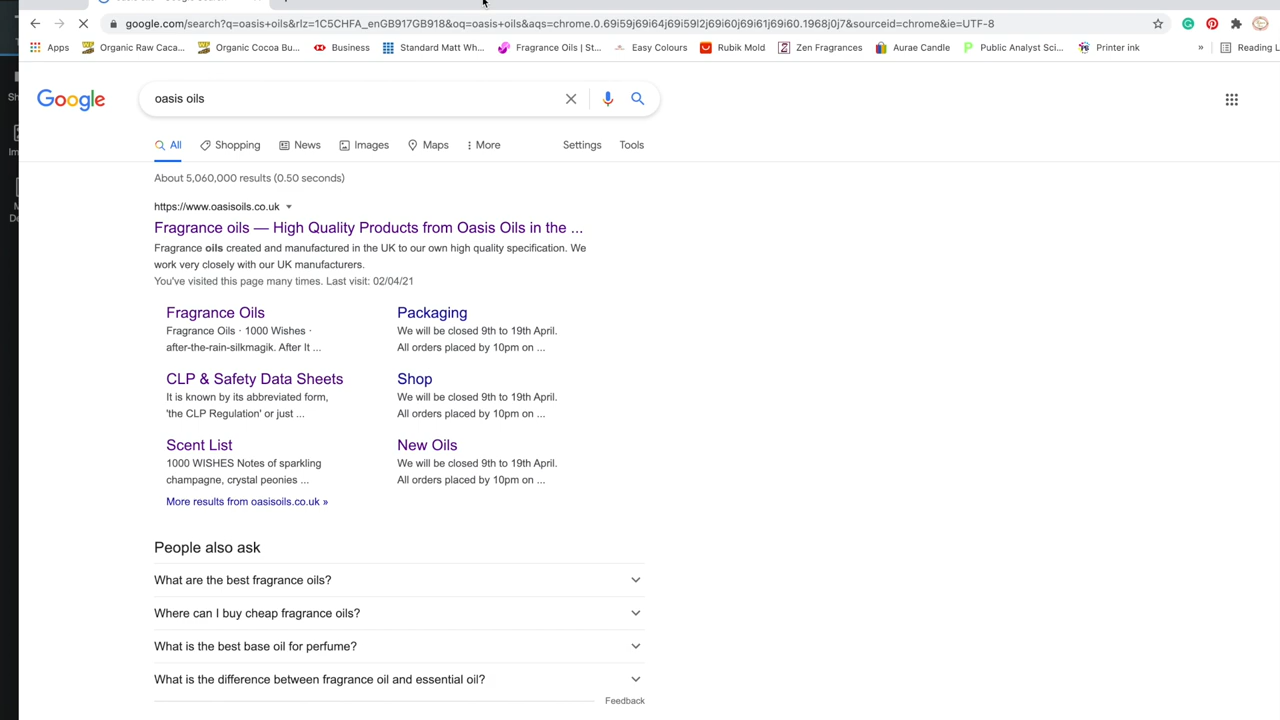 google.com/search?q=oasis+oils&rlz=1C5CHFA_enGB917GB918&oq=oasis+oils&aqs=chrome.0.69i59j69i64j69i59l2j69i60j69i61j69i60.1968j0j7&sourceid=chrome&ie=UTF-8
Apps Organic Raw Caca... Organic Cocoa Bu... Business Standard Matt Wh... Fragrance Oils | St... Easy Colours Rubik Mold Zen Fragrances Aurae Candle Public Analyst Sci... Printer ink » Reading L
Google
oasis oils
All Shopping News Images Maps More Settings Tools
About 5,060,000 results (0.50 seconds)
https://www.oasisoils.co.uk
Fragrance oils — High Quality Products from Oasis Oils in the ...
Fragrance oils created and manufactured in the UK to our own high quality specification. We
work very closely with our UK manufacturers.
You've visited this page many times. Last visit: 02/04/21
Fragrance Oils
Fragrance Oils · 1000 Wishes ·
after-the-rain-silkmagik. After It ...
Packaging
We will be closed 9th to 19th April.
All orders placed by 10pm on ...
CLP & Safety Data Sheets
It is known by its abbreviated form,
'the CLP Regulation' or just ...
Shop
We will be closed 9th to 19th April.
All orders placed by 10pm on ...
Scent List
1000 WISHES Notes of sparkling
champagne, crystal peonies ...
New Oils
We will be closed 9th to 19th April.
All orders placed by 10pm on ...
More results from oasisoils.co.uk »
People also ask
What are the best fragrance oils?
Where can I buy cheap fragrance oils?
What is the best base oil for perfume?
What is the difference between fragrance oil and essential oil?
Feedback